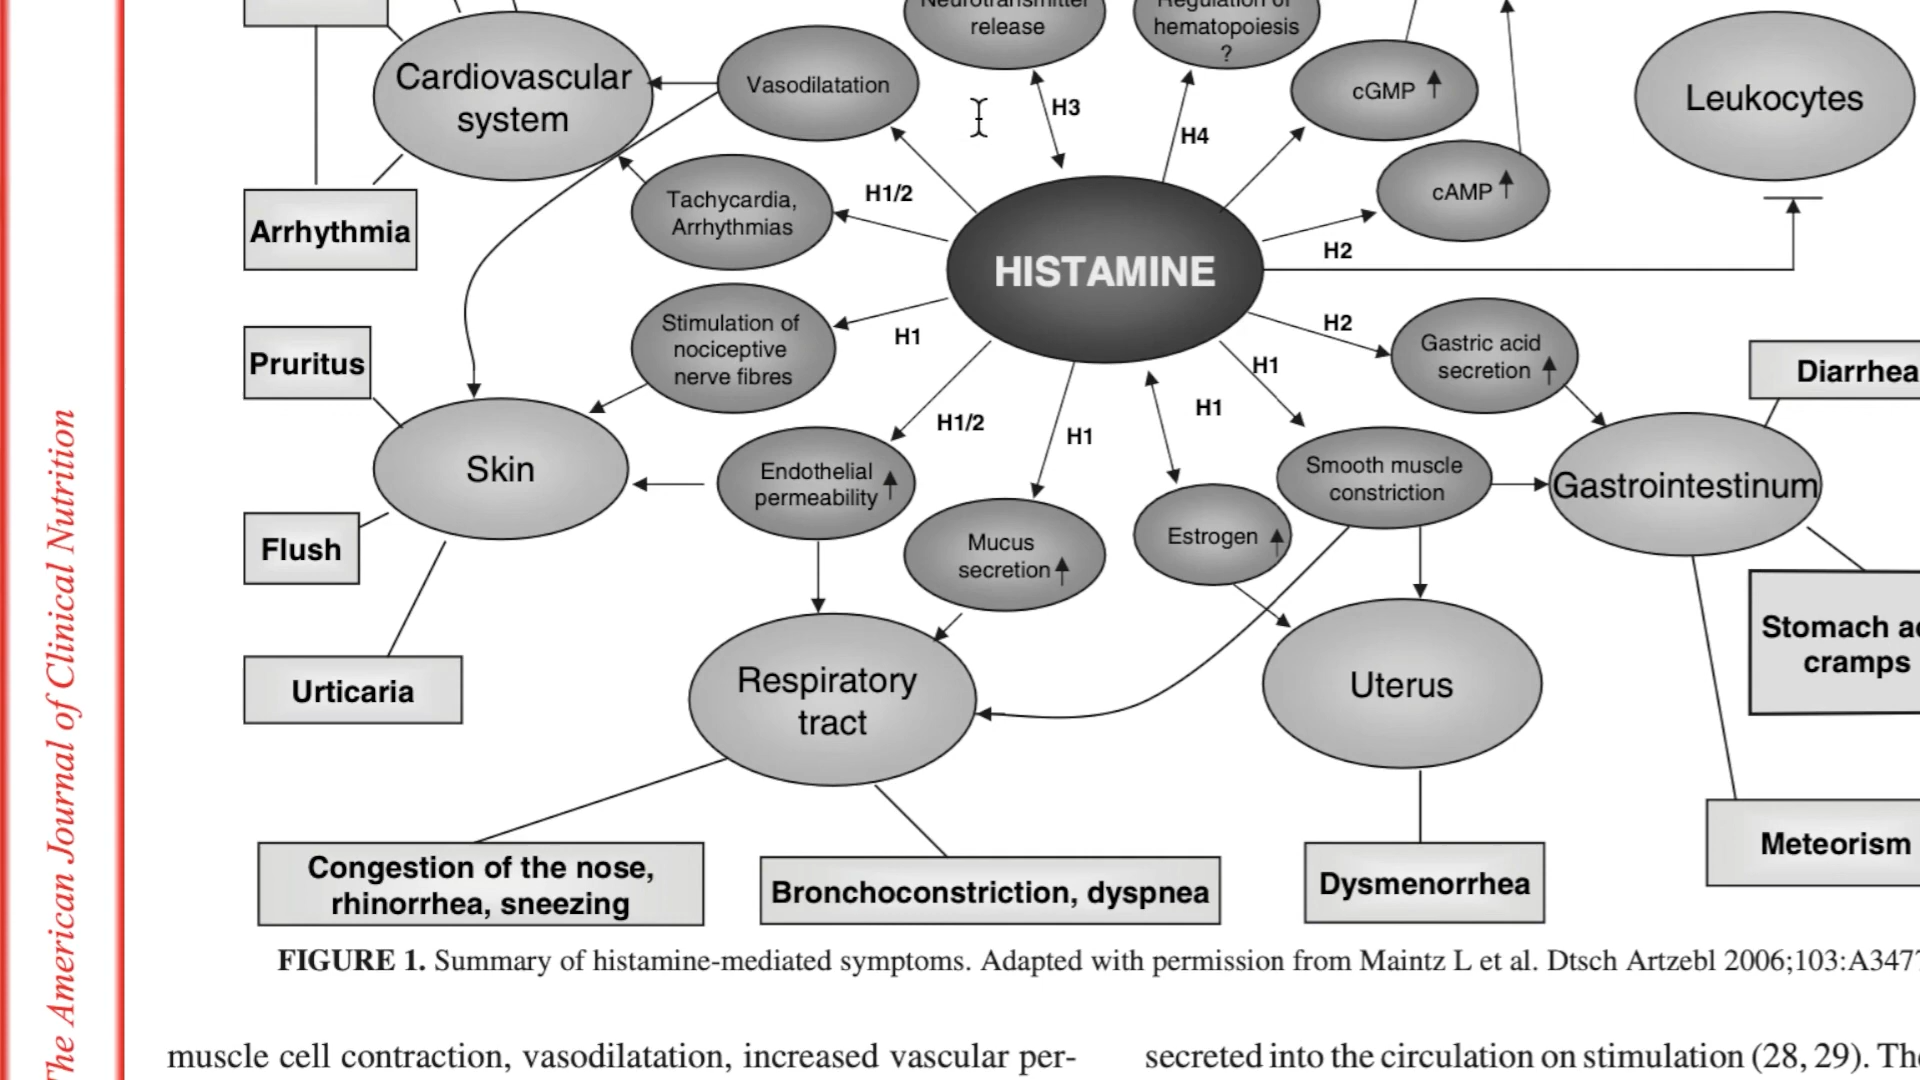 Neurotransmitter
release
Regulation of
hematopoiesis
?
cGMP
Leukocytes
Cardiovascular
system
Vasodilatation
H3
H4
cAMP
Tachycardia,
Arrhythmias
H1/2
Arrhythmia
HISTAMINE
H2
Stimulation of
nociceptive
nerve fibres
H1
H2
Gastric acid
secretion
Diarrhea
Pruritus
H1/2
H1
H1
H1
Skin
Endothelial
permeability
Smooth muscle
constriction
Gastrointestinum
Mucus
secretion
Estrogen
Flush
Stomach
cramps
Urticaria
Respiratory
tract
Uterus
Meteorism
Congestion of the nose,
rhinorrhea, sneezing
Bronchoconstriction, dyspnea
Dysmenorrhea
FIGURE 1. Summary of histamine-mediated symptoms. Adapted with permission from Maintz L et al. Dtsch Artzebl 2006;103:A347
muscle cell contraction, vasodilatation, increased vascular per-
secreted into the circulation on stimulation (28, 29). The
The American Journal of Clinical Nutrition